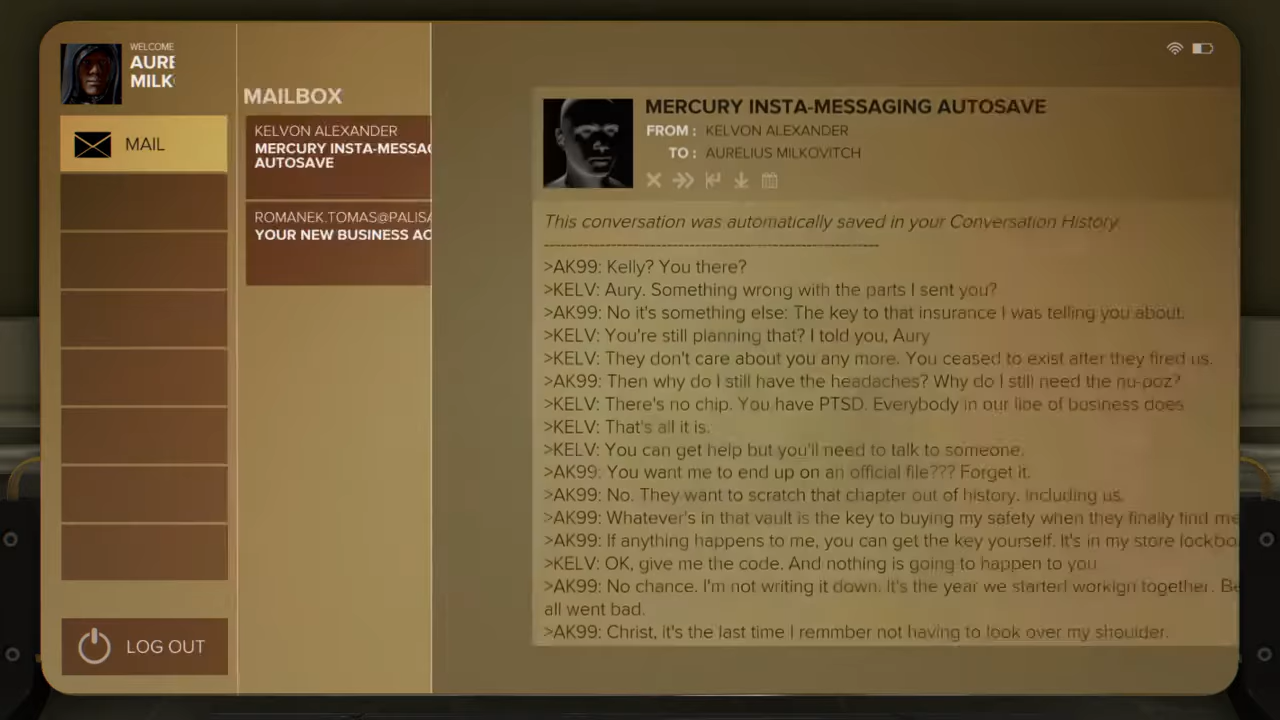 WELCOME
AURE
MILK
MAIL
LOG OUT
MAILBOX
KELVON ALEXANDER
MERCURY INSTA-MESSAG
AUTOSAVE
ROMANEK.TOMAS@PALISA
YOUR NEW BUSINESS AC
MERCURY INSTA-MESSAGING AUTOSAVE
FROM : KELVON ALEXANDER
TO : AURELIUS MILKOVITCH
This conversation was automatically saved in your Conversation History
------------------------------------------------------------
>AK99: Kelly? You there?
>KELV: Aury. Something wrong with the parts I sent you?
>AK99: No it's something else: The key to that insurance I was telling you about.
>KELV: You're still planning that? I told you, Aury
>KELV: They don't care about you any more. You ceased to exist after they fired us.
>AK99: Then why do I still have the headaches? Why do I still need the nu-poz?
>KELV: There's no chip. You have PTSD. Everybody in our line of business does
>KELV: That's all it is.
>KELV: You can get help but you'll need to talk to someone.
>AK99: You want me to end up on an official file??? Forget it.
>AK99: No. They want to scratch that chapter out of history. Including us.
>AK99: Whatever's in that vault is the key to buying my safety when they finally find me
>AK99: If anything happens to me, you can get the key yourself. It's in my store lockbo
>KELV: OK, give me the code. And nothing is going to happen to you
>AK99: No chance. I'm not writing it down. It's the year we started workign together. Be
all went bad.
>AK99: Christ, it's the last time I remmber not having to look over my shoulder.